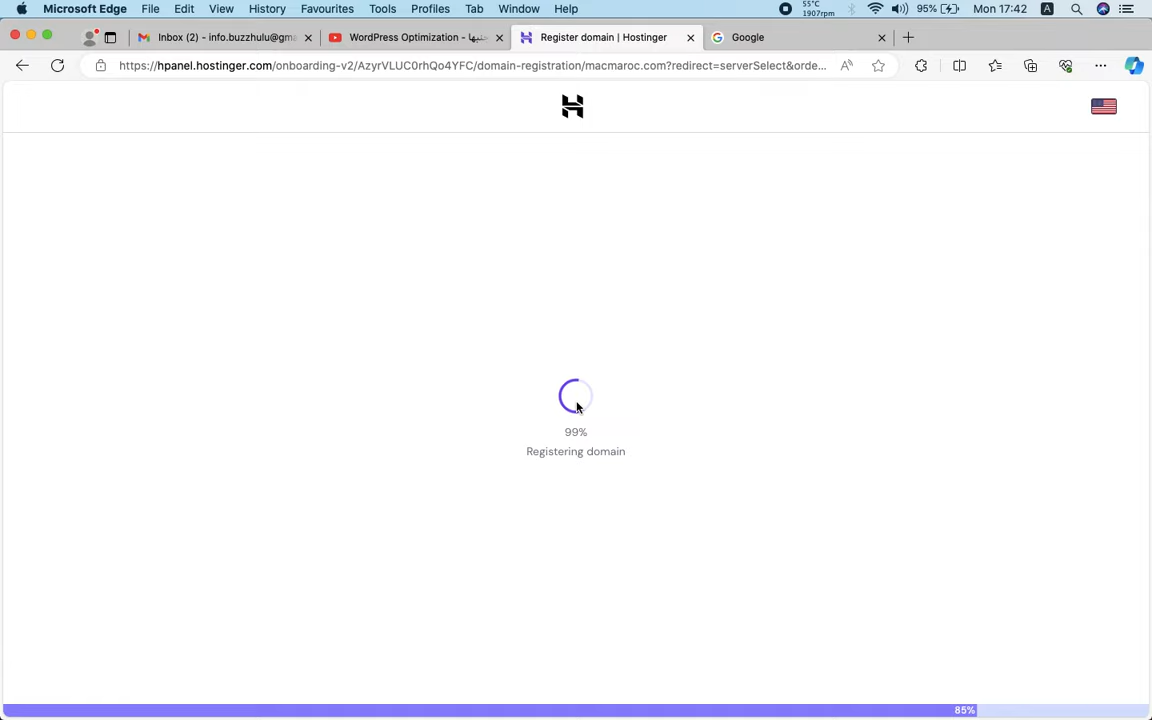 Microsoft Edge File Edit View History Favourites Tools Profiles Tab Window Help 55°C 1907rpm 95% Mon 17:42 A
Inbox (2) - info.buzzhulu@gma WordPress Optimization - Register domain | Hostinger Google
https://hpanel.hostinger.com/onboarding-v2/AzyrVLUC0rhQo4YFC/domain-registration/macmaroc.com?redirect=serverSelect&orde...
99%
Registering domain
85%